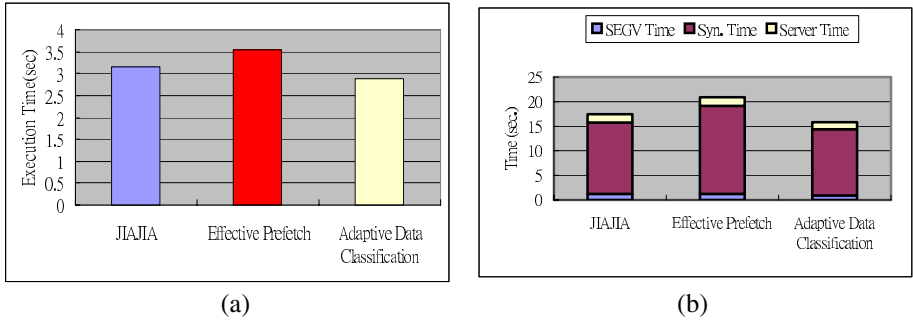 Execution Time(sec)
4
3.5
3
2.5
2
1.5
1
0.5
0
JIAJIA
Effective Prefetch
Adaptive Data
Classification
(a)
SEGV Time
Syn. Time
Server Time
Time (sec.)
25
20
15
10
5
0
JIAJIA
Effective Prefetch
Adaptive Data
Classification
(b)